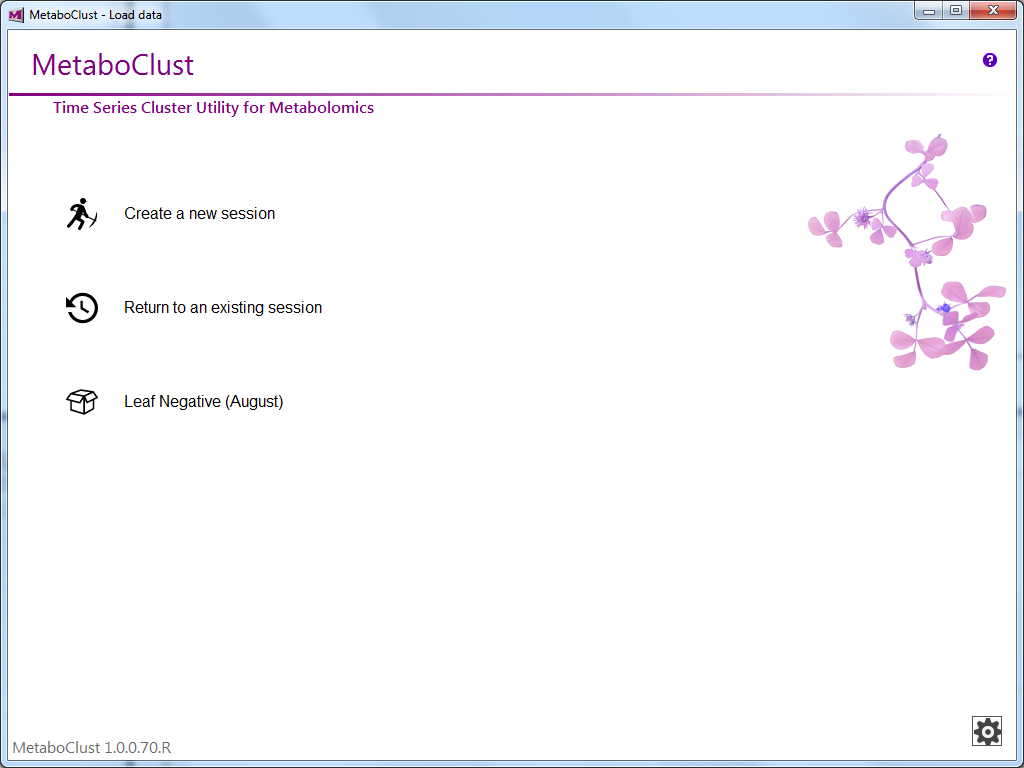 MetaboClust - Load data
MetaboClust
?
Time Series Cluster Utility for Metabolomics
Create a new session
Return to an existing session
Leaf Negative (August)
MetaboClust 1.0.0.70.R